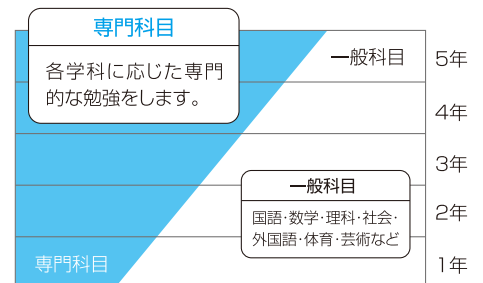 専門科目
各学科に応じた専門
的な勉強をします。
一般科目
5年
4年
3年
一般科目
国語・数学・理科・社会・
外国語・体育・芸術など
2年
専門科目
1年